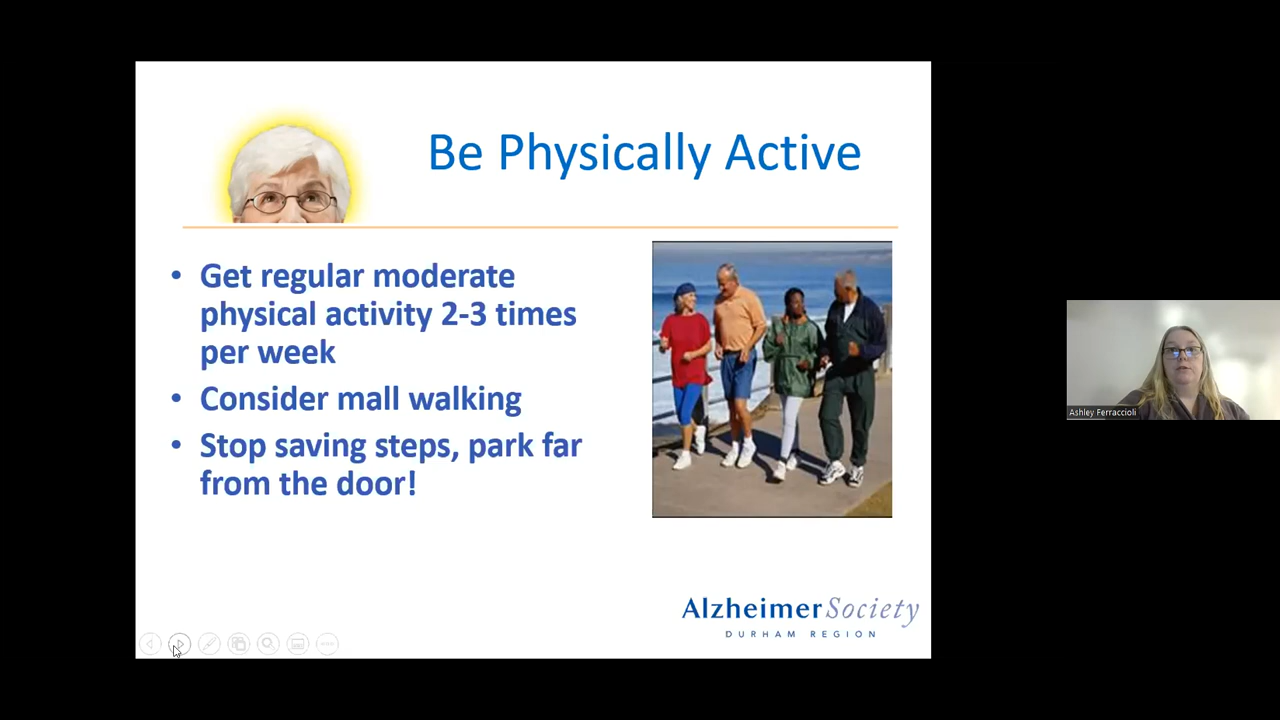 Be Physically Active
• Get regular moderate
physical activity 2-3 times
per week
• Consider mall walking
• Stop saving steps, park far
from the door!
Alzheimer Society
DURHAM REGION
Ashley Ferraccioli